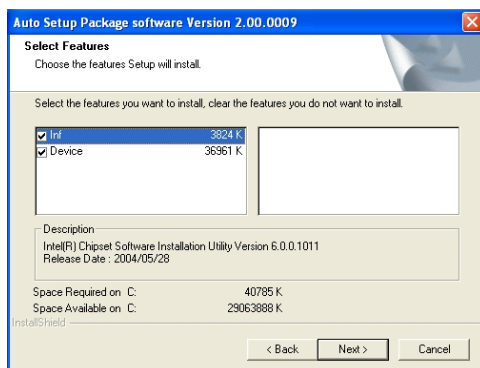 Auto Setup Package software Version 2.00.0009
Select Features
Choose the features Setup will install.
Select the features you want to install, clear the features you do not want to install.
Inf 3824 K
Device 36961 K
Description
Intel(R) Chipset Software Installation Utility Version 6.0.0.1011
Release Date : 2004/05/28
Space Required on C: 40785 K
Space Available on C: 29063888 K
InstallShield
< Back Next > Cancel